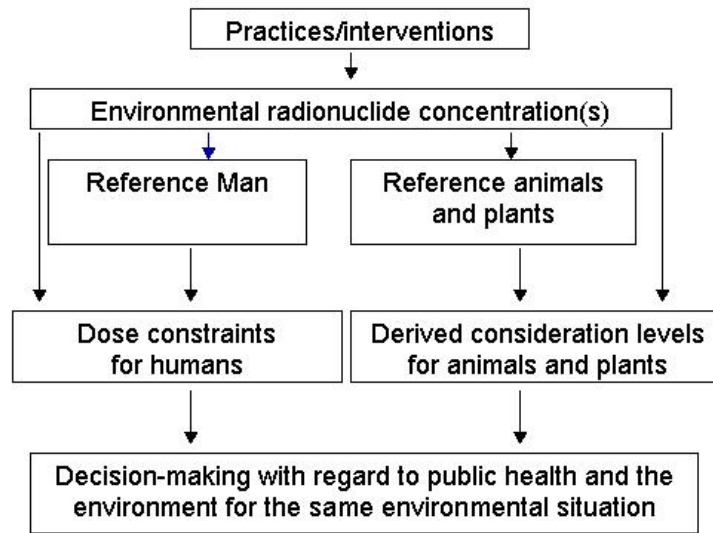 Practices/interventions
Environmental radionuclide concentration(s)
Reference Man
Reference animals
and plants
Dose constraints
for humans
Derived consideration levels
for animals and plants
Decision-making with regard to public health and the
environment for the same environmental situation